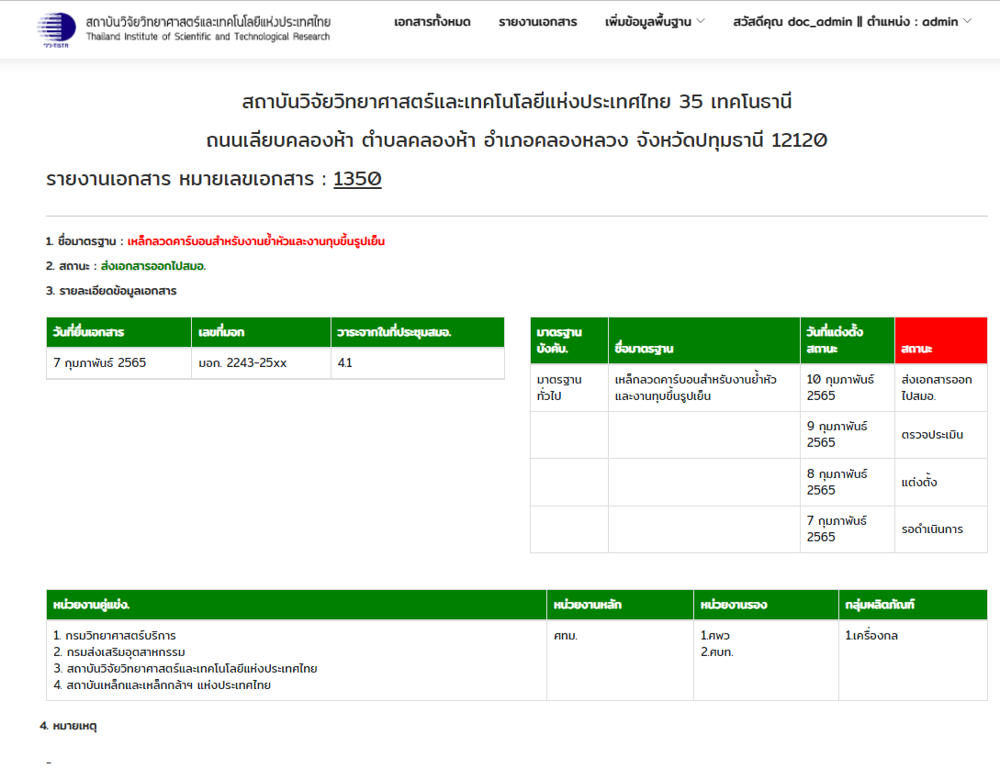 สถาบันวิจัยวิทยาศาสตร์และเทคโนโลยีแห่งประเทศไทย
Thailand Institute of Scientific and Technological Research
วว.TISTR
เอกสารทั้งหมด
รายงานเอกสาร
เพิ่มข้อมูลพื้นฐาน
สวัสดีคุณ doc_admin || ตำแหน่ง : admin
สถาบันวิจัยวิทยาศาสตร์และเทคโนโลยีแห่งประเทศไทย 35 เทคโนธานี
ถนนเลียบคลองห้า ตำบลคลองห้า อำเภอคลองหลวง จังหวัดปทุมธานี 12120
รายงานเอกสาร หมายเลขเอกสาร : 1350
1. ชื่อมาตรฐาน : เหล็กลวดคาร์บอนสำหรับงานย้ำหัวและงานทุบขึ้นรูปเย็น
2. สถานะ : ส่งเอกสารออกไปสมอ.
3. รายละเอียดข้อมูลเอกสาร
วันที่ยื่นเอกสาร เลขที่มอก วาระจากในที่ประชุมสมอ.
7 กุมภาพันธ์ 2565 มอก. 2243-25xx 4.1
มาตรฐาน
บังคับ.
ชื่อมาตรฐาน
วันที่แต่งตั้ง
สถานะ
สถานะ
มาตรฐาน
ทั่วไป
เหล็กลวดคาร์บอนสำหรับงานย้ำหัว
และงานทุบขึ้นรูปเย็น
10 กุมภาพันธ์
2565
ส่งเอกสารออก
ไปสมอ.
9 กุมภาพันธ์
2565
ตรวจประเมิน
8 กุมภาพันธ์
2565
แต่งตั้ง
7 กุมภาพันธ์
2565
รอดำเนินการ
หน่วยงานคู่แข่ง. หน่วยงานหลัก หน่วยงานรอง กลุ่มผลิตภัณฑ์
1. กรมวิทยาศาสตร์บริการ
2. กรมส่งเสริมอุตสาหกรรม
3. สถาบันวิจัยวิทยาศาสตร์และเทคโนโลยีแห่งประเทศไทย
4. สถาบันเหล็กและเหล็กกล้าฯ แห่งประเทศไทย
ศทม.
1.ศพว
2.ศบท.
1.เครื่องกล
4. หมายเหตุ
-